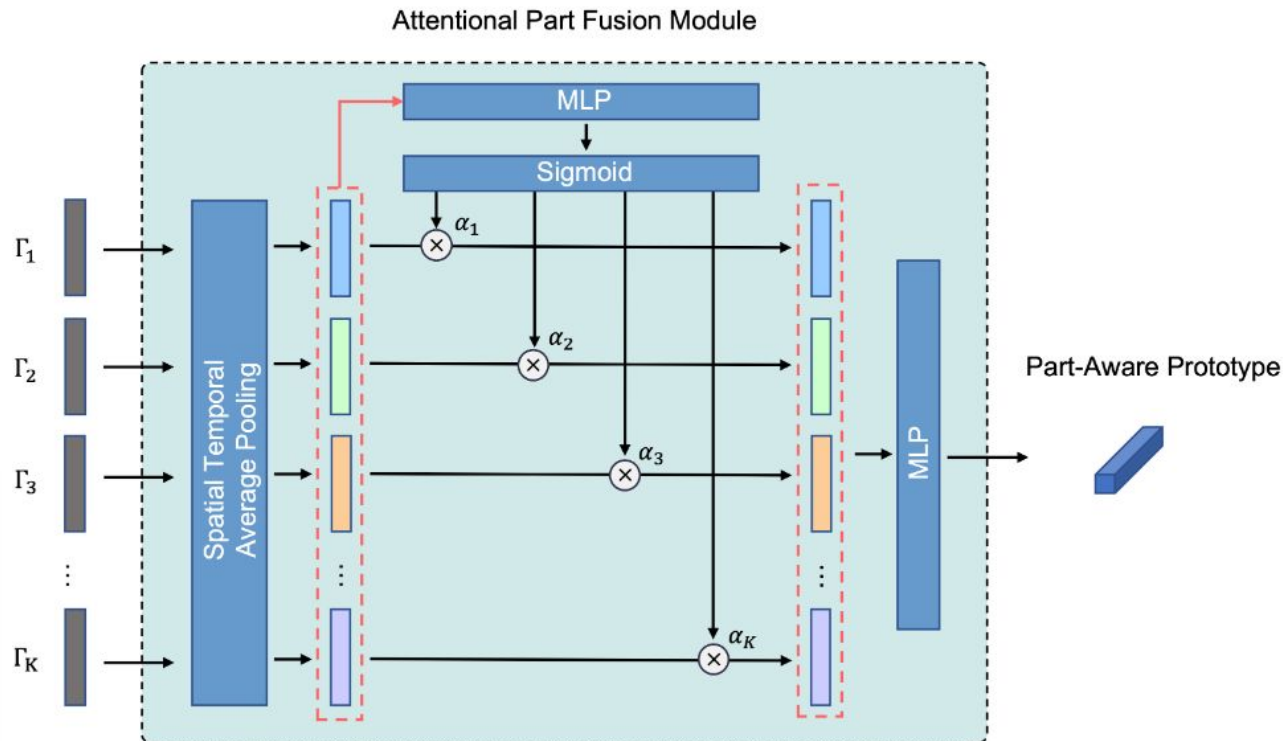 Attentional Part Fusion Module
MLP
Sigmoid
Γ1
Γ2
Γ3
⋮
ΓK
Spatial Temporal
Average Pooling
⋮
α1
α2
α3
αK
⋮
MLP
Part-Aware Prototype